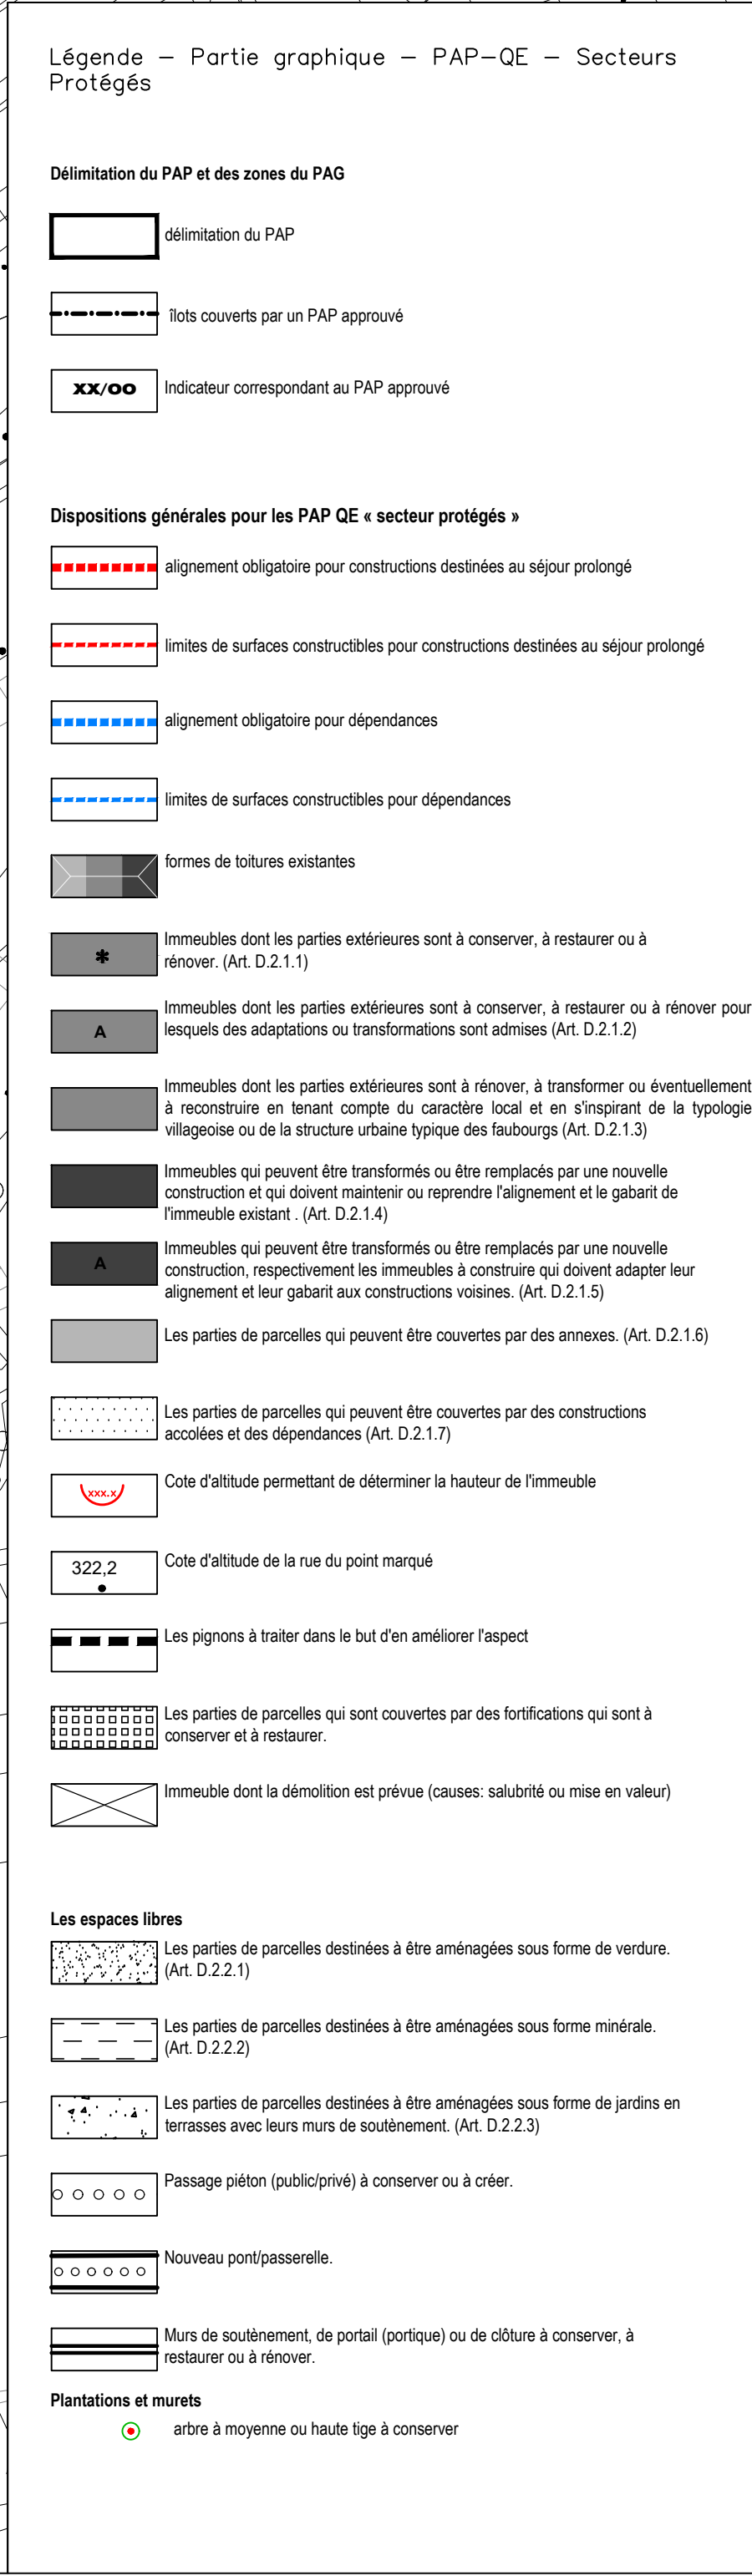 Légende – Partie graphique – PAP–QE – Secteurs
Protégés
Délimitation du PAP et des zones du PAG
délimitation du PAP
îlots couverts par un PAP approuvé
XX/OO Indicateur correspondant au PAP approuvé
Dispositions générales pour les PAP QE « secteur protégés »
alignement obligatoire pour constructions destinées au séjour prolongé
limites de surfaces constructibles pour constructions destinées au séjour prolongé
alignement obligatoire pour dépendances
limites de surfaces constructibles pour dépendances
formes de toitures existantes
Immeubles dont les parties extérieures sont à conserver, à restaurer ou à
* rénover. (Art. D.2.1.1)
Immeubles dont les parties extérieures sont à conserver, à restaurer ou à rénover pour
A lesquels des adaptations ou transformations sont admises (Art. D.2.1.2)
Immeubles dont les parties extérieures sont à rénover, à transformer ou éventuellement
à reconstruire en tenant compte du caractère local et en s'inspirant de la typologie
villageoise ou de la structure urbaine typique des faubourgs (Art. D.2.1.3)
Immeubles qui peuvent être transformés ou être remplacés par une nouvelle
construction et qui doivent maintenir ou reprendre l'alignement et le gabarit de
l'immeuble existant . (Art. D.2.1.4)
Immeubles qui peuvent être transformés ou être remplacés par une nouvelle
A construction, respectivement les immeubles à construire qui doivent adapter leur
alignement et leur gabarit aux constructions voisines. (Art. D.2.1.5)
Les parties de parcelles qui peuvent être couvertes par des annexes. (Art. D.2.1.6)
Les parties de parcelles qui peuvent être couvertes par des constructions
accolées et des dépendances (Art. D.2.1.7)
Cote d'altitude permettant de déterminer la hauteur de l'immeuble
xxx.x
Cote d'altitude de la rue du point marqué
322,2
Les pignons à traiter dans le but d'en améliorer l'aspect
Les parties de parcelles qui sont couvertes par des fortifications qui sont à
conserver et à restaurer.
Immeuble dont la démolition est prévue (causes: salubrité ou mise en valeur)
Les espaces libres
Les parties de parcelles destinées à être aménagées sous forme de verdure.
(Art. D.2.2.1)
Les parties de parcelles destinées à être aménagées sous forme minérale.
(Art. D.2.2.2)
Les parties de parcelles destinées à être aménagées sous forme de jardins en
terrasses avec leurs murs de soutènement. (Art. D.2.2.3)
Passage piéton (public/privé) à conserver ou à créer.
Nouveau pont/passerelle.
Murs de soutènement, de portail (portique) ou de clôture à conserver, à
restaurer ou à rénover.
Plantations et murets
arbre à moyenne ou haute tige à conserver